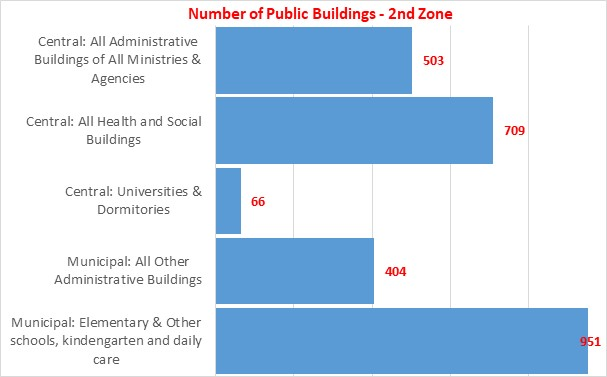 Number of Public Buildings - 2nd Zone
Central: All Administrative
Buildings of All Ministries &
Agencies
503
Central: All Health and Social
Buildings
709
Central: Universities &
Dormitories
66
Municipal: All Other
Administrative Buildings
404
Municipal: Elementary & Other
schools, kindengarten and daily
care
951